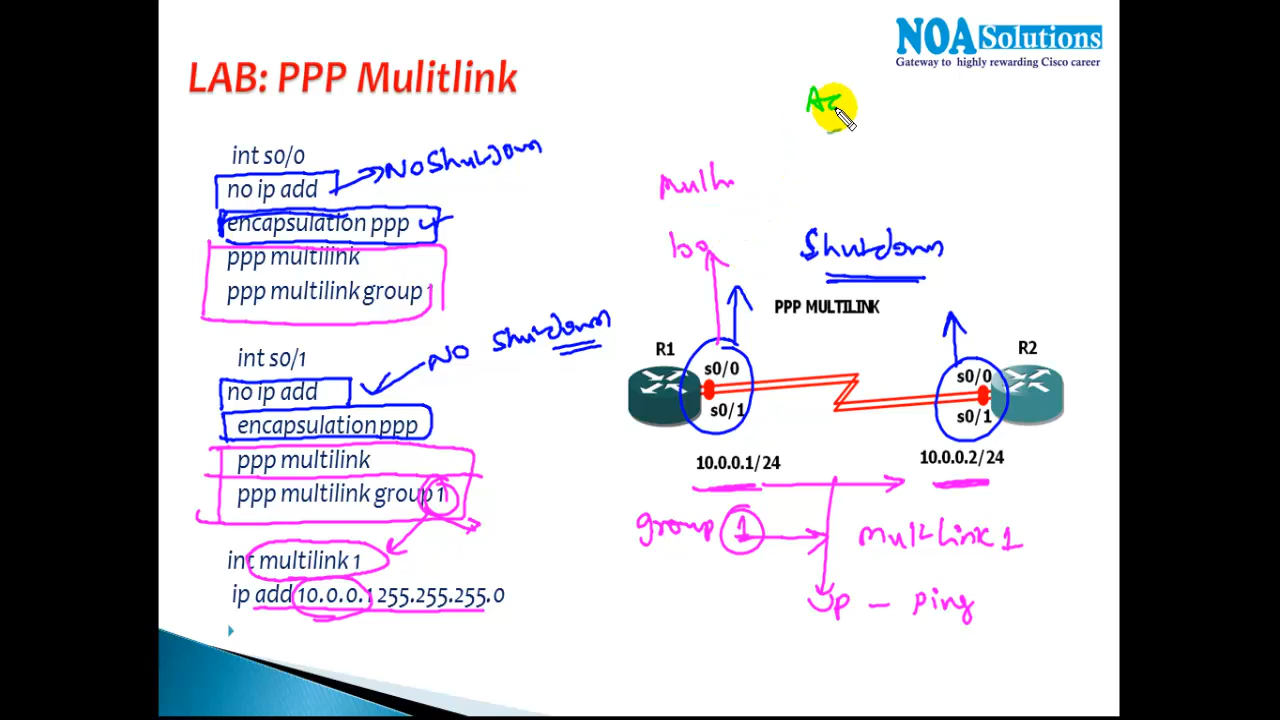 NOA Solutions
Gateway to highly rewarding Cisco career
LAB: PPP Mulitlink
int s0/0
no ip add
No Shutdown
encapsulation ppp
ppp multilink
ppp multilink group 1
int s0/1
no ip add
No Shutdown
encapsulation ppp
ppp multilink
ppp multilink group 1
int multilink 1
ip add 10.0.0.1 255.255.255.0
Shutdown
PPP MULTILINK
R1
R2
s0/0
s0/0
s0/1
s0/1
10.0.0.1/24
10.0.0.2/24
group 1
multilink 1
Up - ping